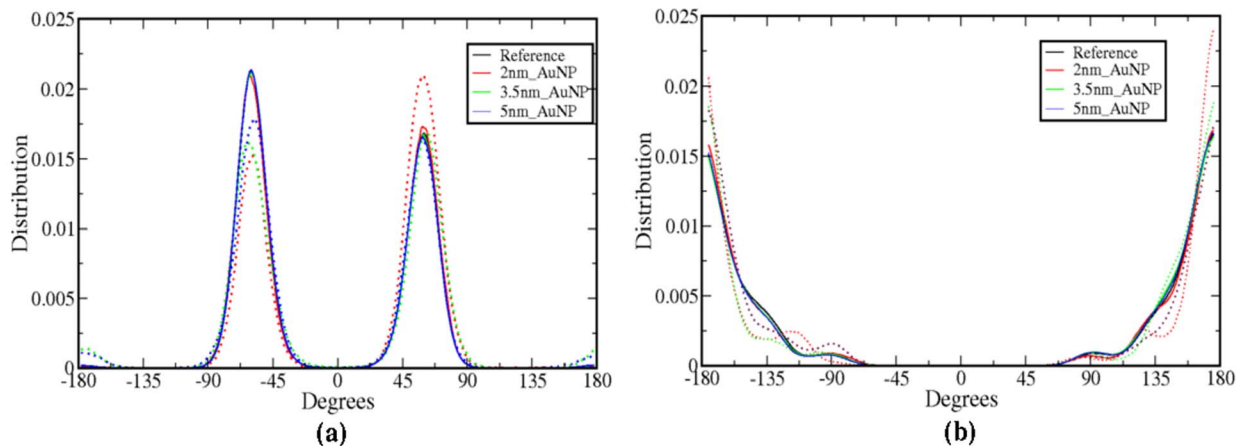 0.025
0.02
0.015
0.01
0.005
0
Distribution
-180 -135 -90 -45 0 45 90 135 180
Degrees
Reference
2nm_AuNP
3.5nm_AuNP
5nm_AuNP
(a)
0.025
0.02
0.015
0.01
0.005
0
Distribution
-180 -135 -90 -45 0 45 90 135 180
Degrees
Reference
2nm_AuNP
3.5nm_AuNP
5nm_AuNP
(b)